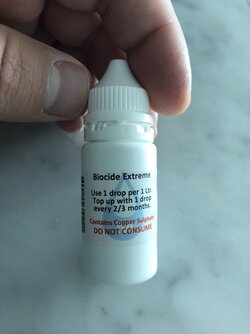 Biocide Extreme
Use 1 drop per 1 Ltr.
Top up with 1 drop
every 2/3 months.
Contains Copper Sulphate
DO NOT CONSUME